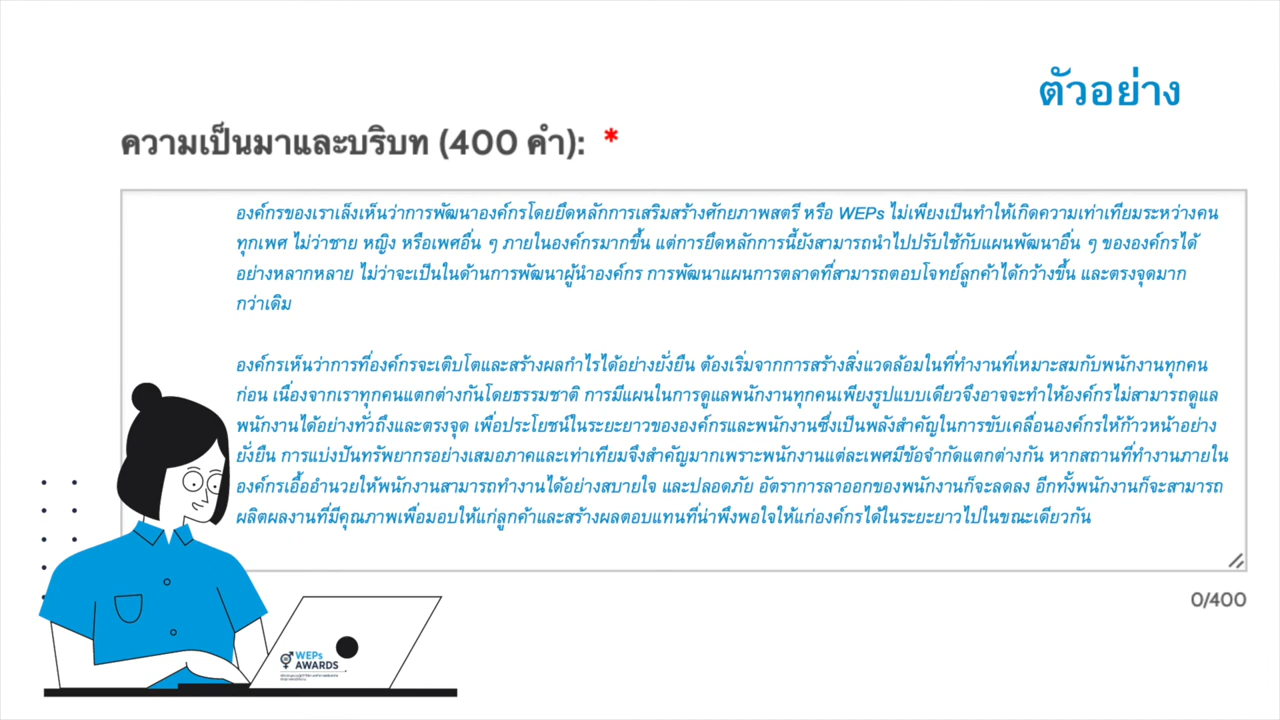 ตัวอย่าง
ความเป็นมาและบริบท (400 คำ): *
องค์กรของเราเล็งเห็นว่าการพัฒนาองค์กรโดยยึดหลักการเสริมสร้างศักยภาพสตรี หรือ WEPs ไม่เพียงเป็นทำให้เกิดความเท่าเทียมระหว่างคน
ทุกเพศ ไม่ว่าชาย หญิง หรือเพศอื่น ๆ ภายในองค์กรมากขึ้น แต่การยึดหลักการนี้ยังสามารถนำไปปรับใช้กับแผนพัฒนาอื่น ๆ ขององค์กรได้
อย่างหลากหลาย ไม่ว่าจะเป็นในด้านการพัฒนาผู้นำองค์กร การพัฒนาแผนการตลาดที่สามารถตอบโจทย์ลูกค้าได้กว้างขึ้น และตรงจุดมาก
กว่าเดิม
องค์กรเห็นว่าการที่องค์กรจะเติบโตและสร้างผลกำไรได้อย่างยั่งยืน ต้องเริ่มจากการสร้างสิ่งแวดล้อมในที่ทำงานที่เหมาะสมกับพนักงานทุกคน
ก่อน เนื่องจากเราทุกคนแตกต่างกันโดยธรรมชาติ การมีแผนในการดูแลพนักงานทุกคนเพียงรูปแบบเดียวจึงอาจจะทำให้องค์กรไม่สามารถดูแล
พนักงานได้อย่างทั่วถึงและตรงจุด เพื่อประโยชน์ในระยะยาวขององค์กรและพนักงานซึ่งเป็นพลังสำคัญในการขับเคลื่อนองค์กรให้ก้าวหน้าอย่าง
ยั่งยืน การแบ่งปันทรัพยากรอย่างเสมอภาคและเท่าเทียมจึงสำคัญมากเพราะพนักงานแต่ละเพศมีข้อจำกัดแตกต่างกัน หากสถานที่ทำงานภายใน
องค์กรเอื้ออำนวยให้พนักงานสามารถทำงานได้อย่างสบายใจ และปลอดภัย อัตราการลาออกของพนักงานก็จะลดลง อีกทั้งพนักงานก็จะสามารถ
ผลิตผลงานที่มีคุณภาพเพื่อมอบให้แก่ลูกค้าและสร้างผลตอบแทนที่น่าพึงพอใจให้แก่องค์กรได้ในระยะยาวไปในขณะเดียวกัน
0/400
WEPs
AWARDS